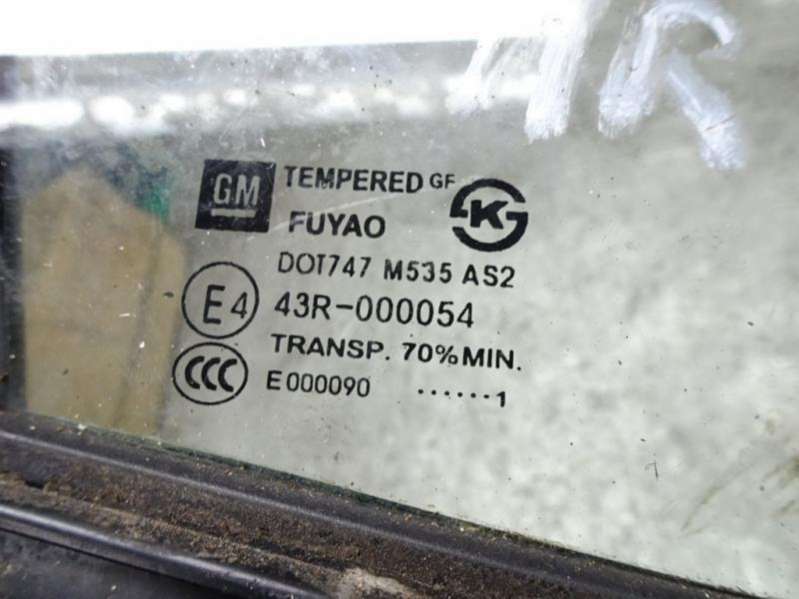 R
GM TEMPERED GF
FUYAO
DOT747 M535 AS2
E4 43R-000054
TRANSP. 70%MIN.
CCC E000090 ......1